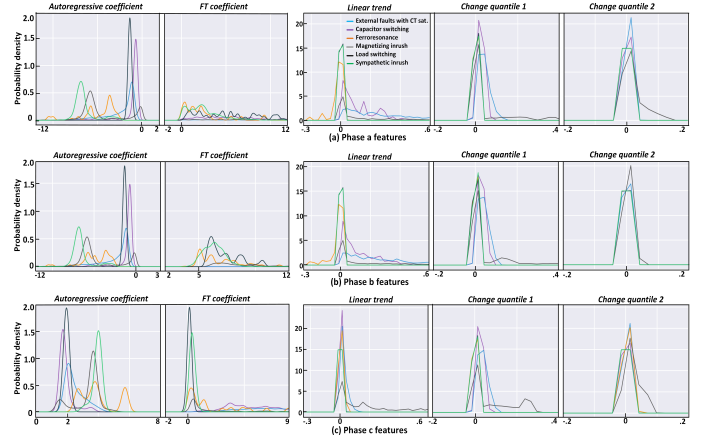 Autoregressive coefficient FT coefficient Linear trend Change quantile 1 Change quantile 2
Probability density
2.0
1.5
1.0
0.5
0
-12 0 2
-2 0 12
20
15
10
5
0
-.3 0 .6
-.2 0 .4
-.2 0 .2
External faults with CT sat.
Capacitor switching
Ferroresonance
Magnetizing inrush
Load switching
Sympathetic inrush
(a) Phase a features
Autoregressive coefficient FT coefficient Linear trend Change quantile 1 Change quantile 2
Probability density
2.0
1.5
1.0
0.5
0
-12 0 3
2 5 12
20
15
10
5
0
-.3 0 .6
-.2 0 .4
-.2 0 .2
(b) Phase b features
Autoregressive coefficient FT coefficient Linear trend Change quantile 1 Change quantile 2
Probability density
2.0
1.5
1.0
0.5
0
0 2 8
-2 0 9
20
15
10
5
0
-.3 0 .6
-.2 0 .4
-.2 0 .2
(c) Phase c features